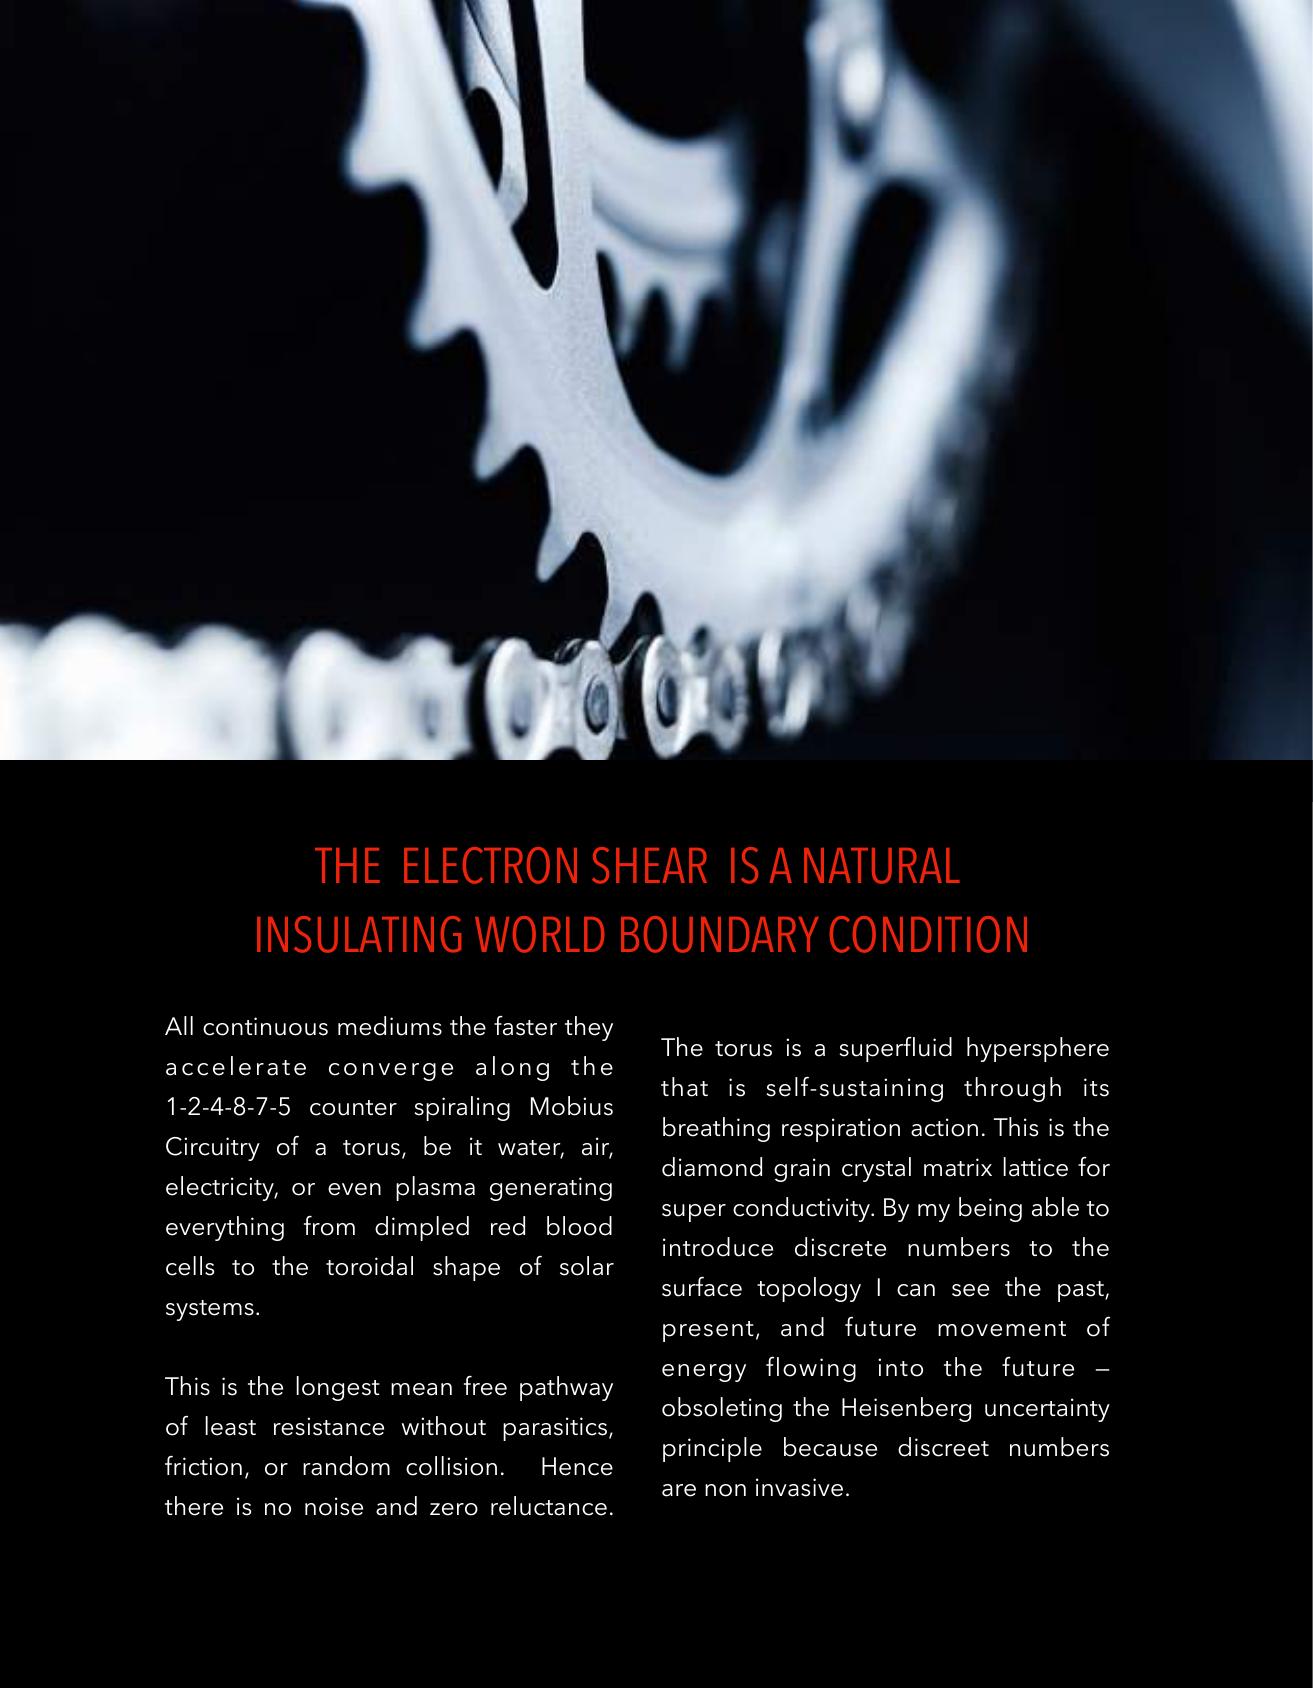 THE ELECTRON SHEAR IS A NATURAL
INSULATING WORLD BOUNDARY CONDITION
All continuous mediums the faster they
accelerate converge along the
1-2-4-8-7-5 counter spiraling Mobius
Circuitry of a torus, be it water, air,
electricity, or even plasma generating
everything from dimpled red blood
cells to the toroidal shape of solar
systems.
This is the longest mean free pathway
of least resistance without parasitics,
friction, or random collision. Hence
there is no noise and zero reluctance.
The torus is a superfluid hypersphere
that is self-sustaining through its
breathing respiration action. This is the
diamond grain crystal matrix lattice for
super conductivity. By my being able to
introduce discrete numbers to the
surface topology I can see the past,
present, and future movement of
energy flowing into the future –
obsoleting the Heisenberg uncertainty
principle because discreet numbers
are non invasive.